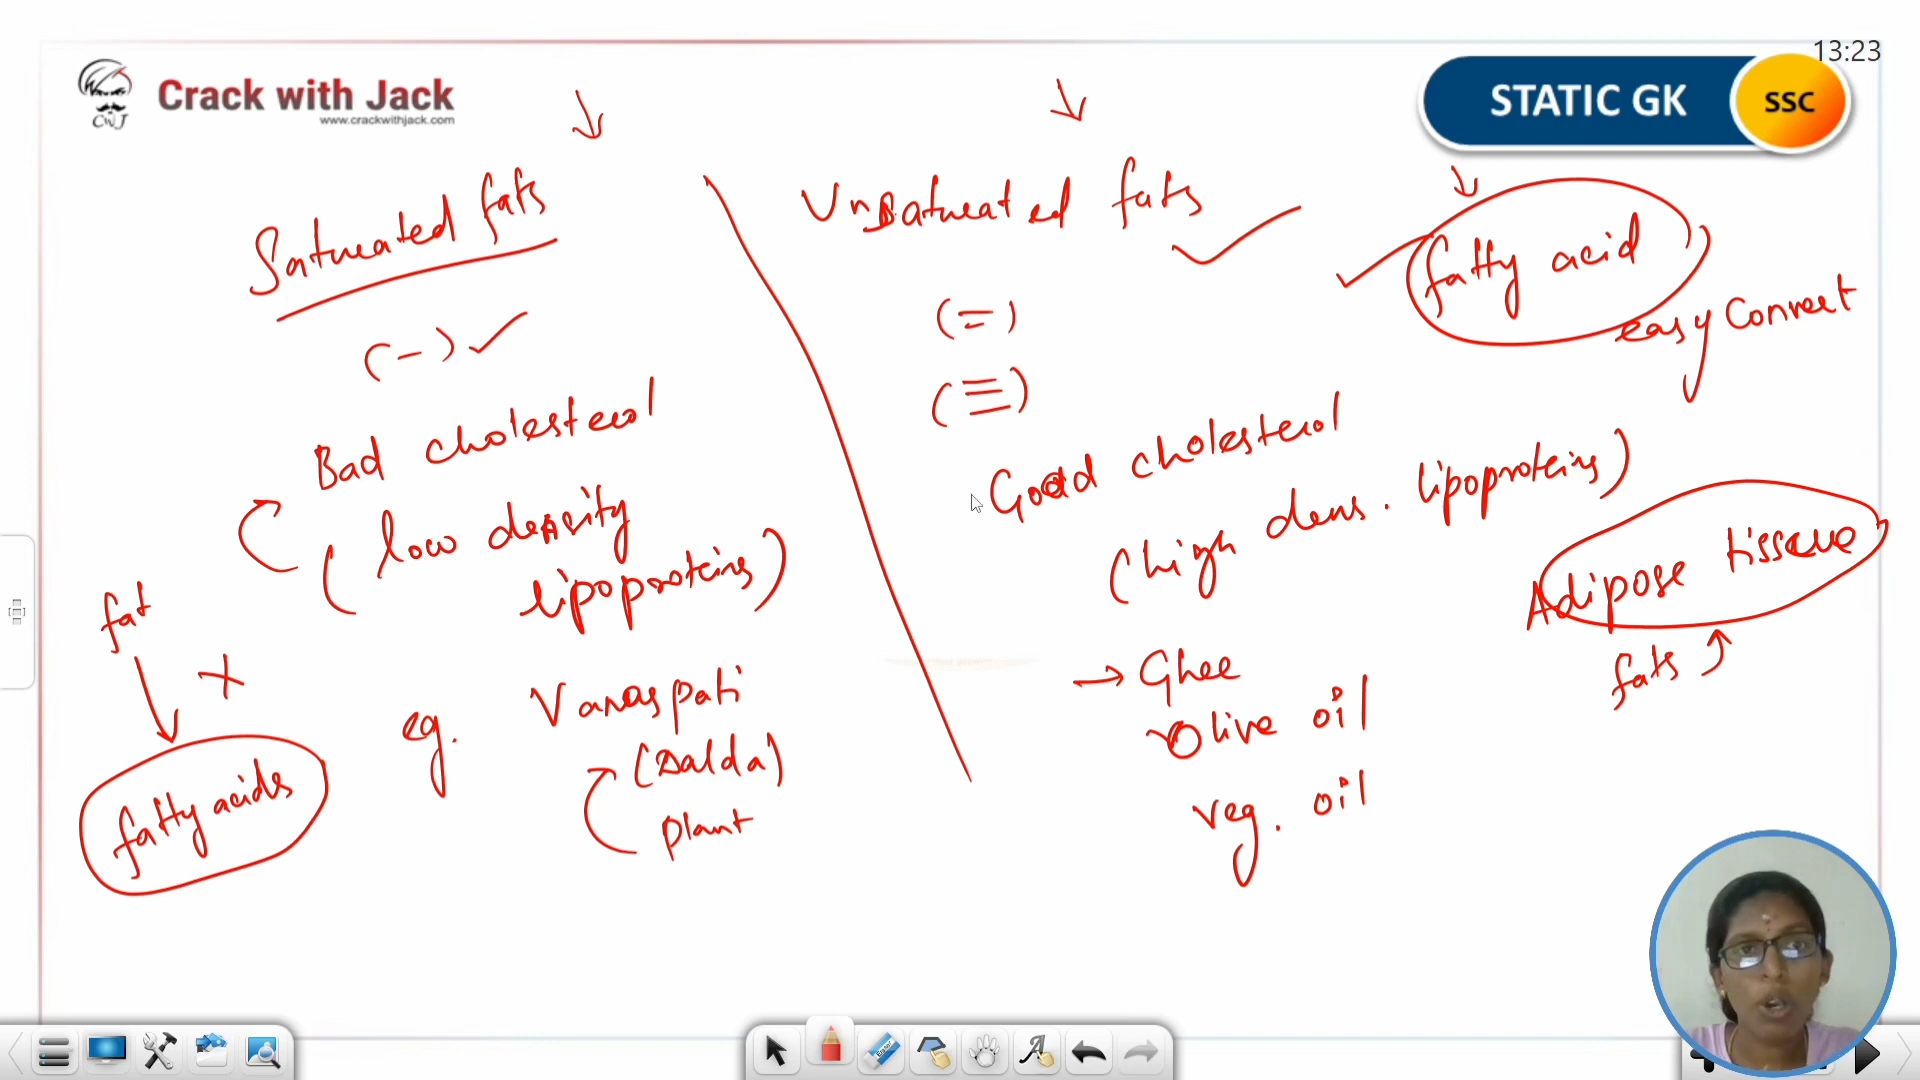 13:23
Crack with Jack
www.crackwithjack.com
CWJ
STATIC GK
SSC
Saturated fats
(-) ✓
Bad cholesterol
(low density
lipoproteins)
fat
fatty acids
eg. Vanaspati
(Dalda)
plant
Unsaturated fats
(=)
(≡)
Good cholesterol
(high dens. lipoproteins)
→ Ghee
Olive oil
veg. oil
fatty acid
easy Convert
Adipose tissue
fats
Eraser